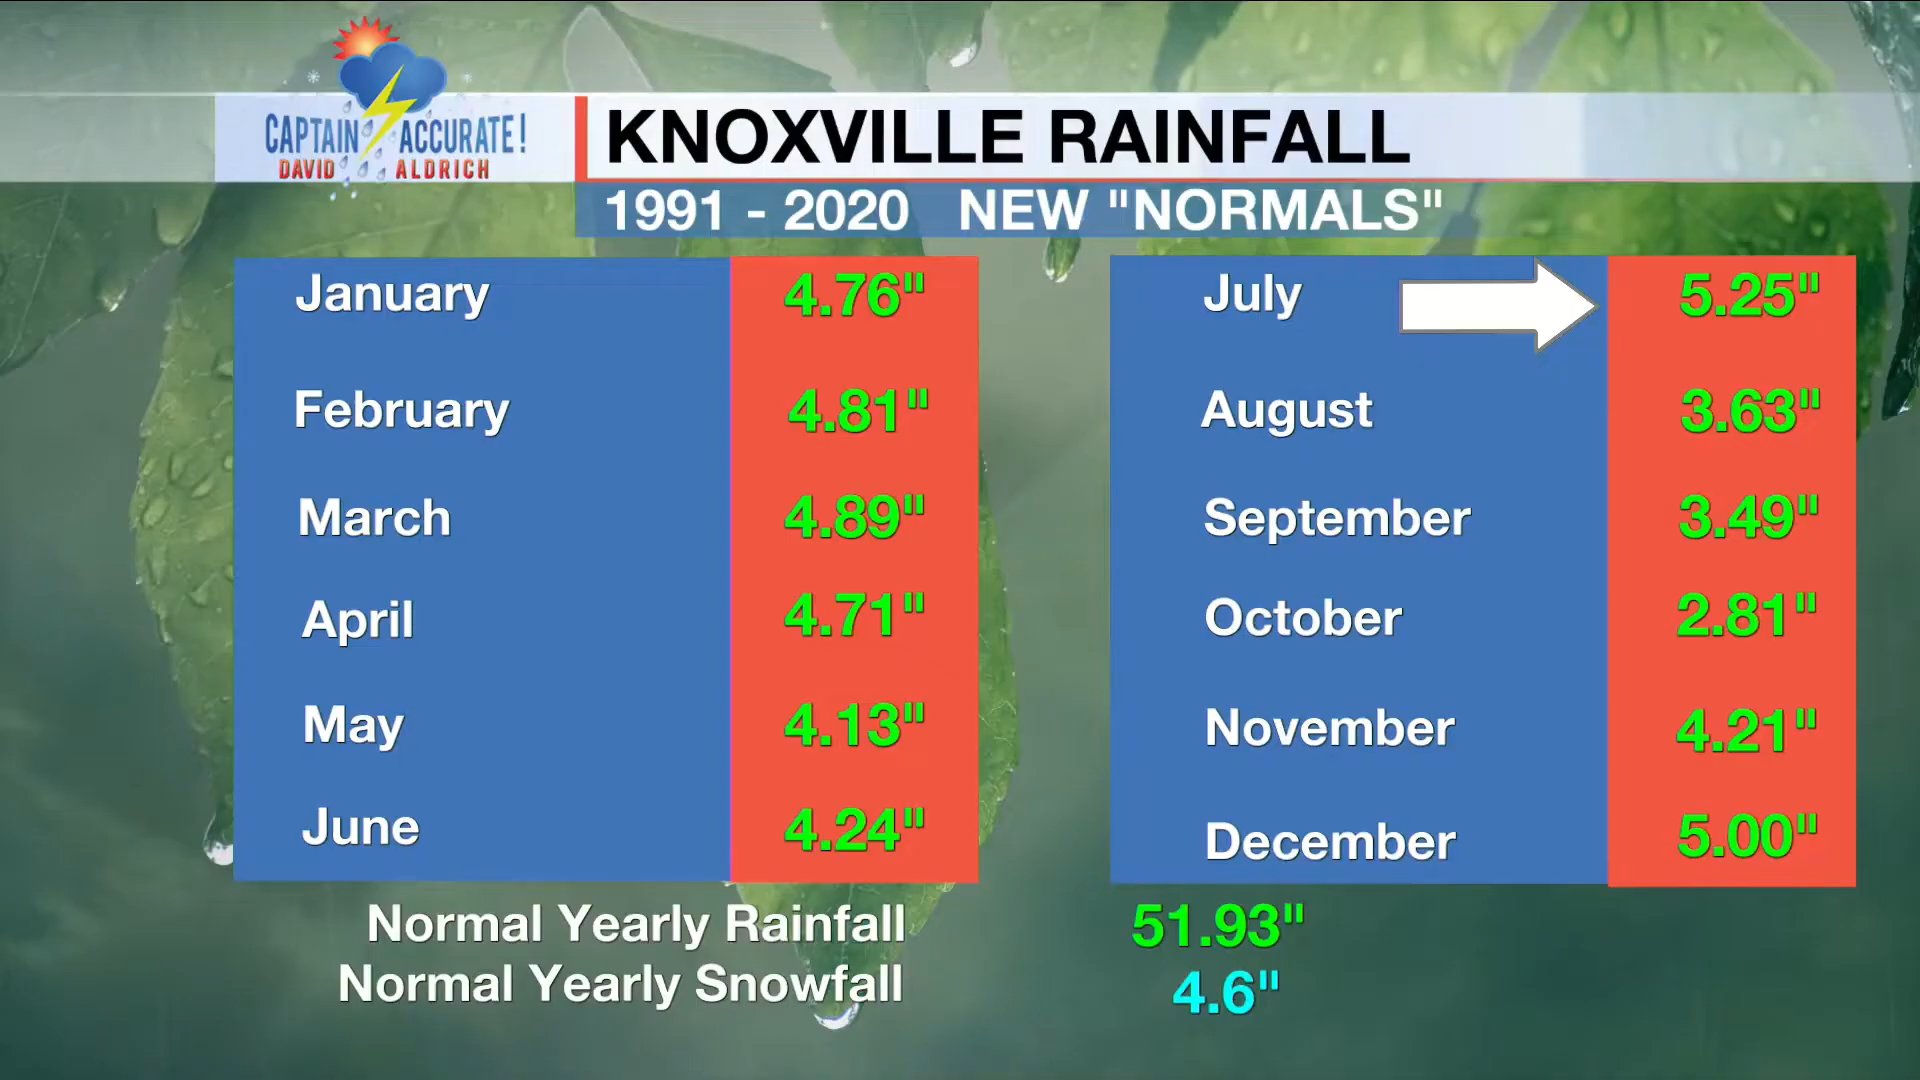 CAPTAIN ACCURATE!
DAVID ALDRICH
KNOXVILLE RAINFALL
1991 - 2020 NEW "NORMALS"
January 4.76"
February 4.81"
March 4.89"
April 4.71"
May 4.13"
June 4.24"
July 5.25"
August 3.63"
September 3.49"
October 2.81"
November 4.21"
December 5.00"
Normal Yearly Rainfall 51.93"
Normal Yearly Snowfall 4.6"